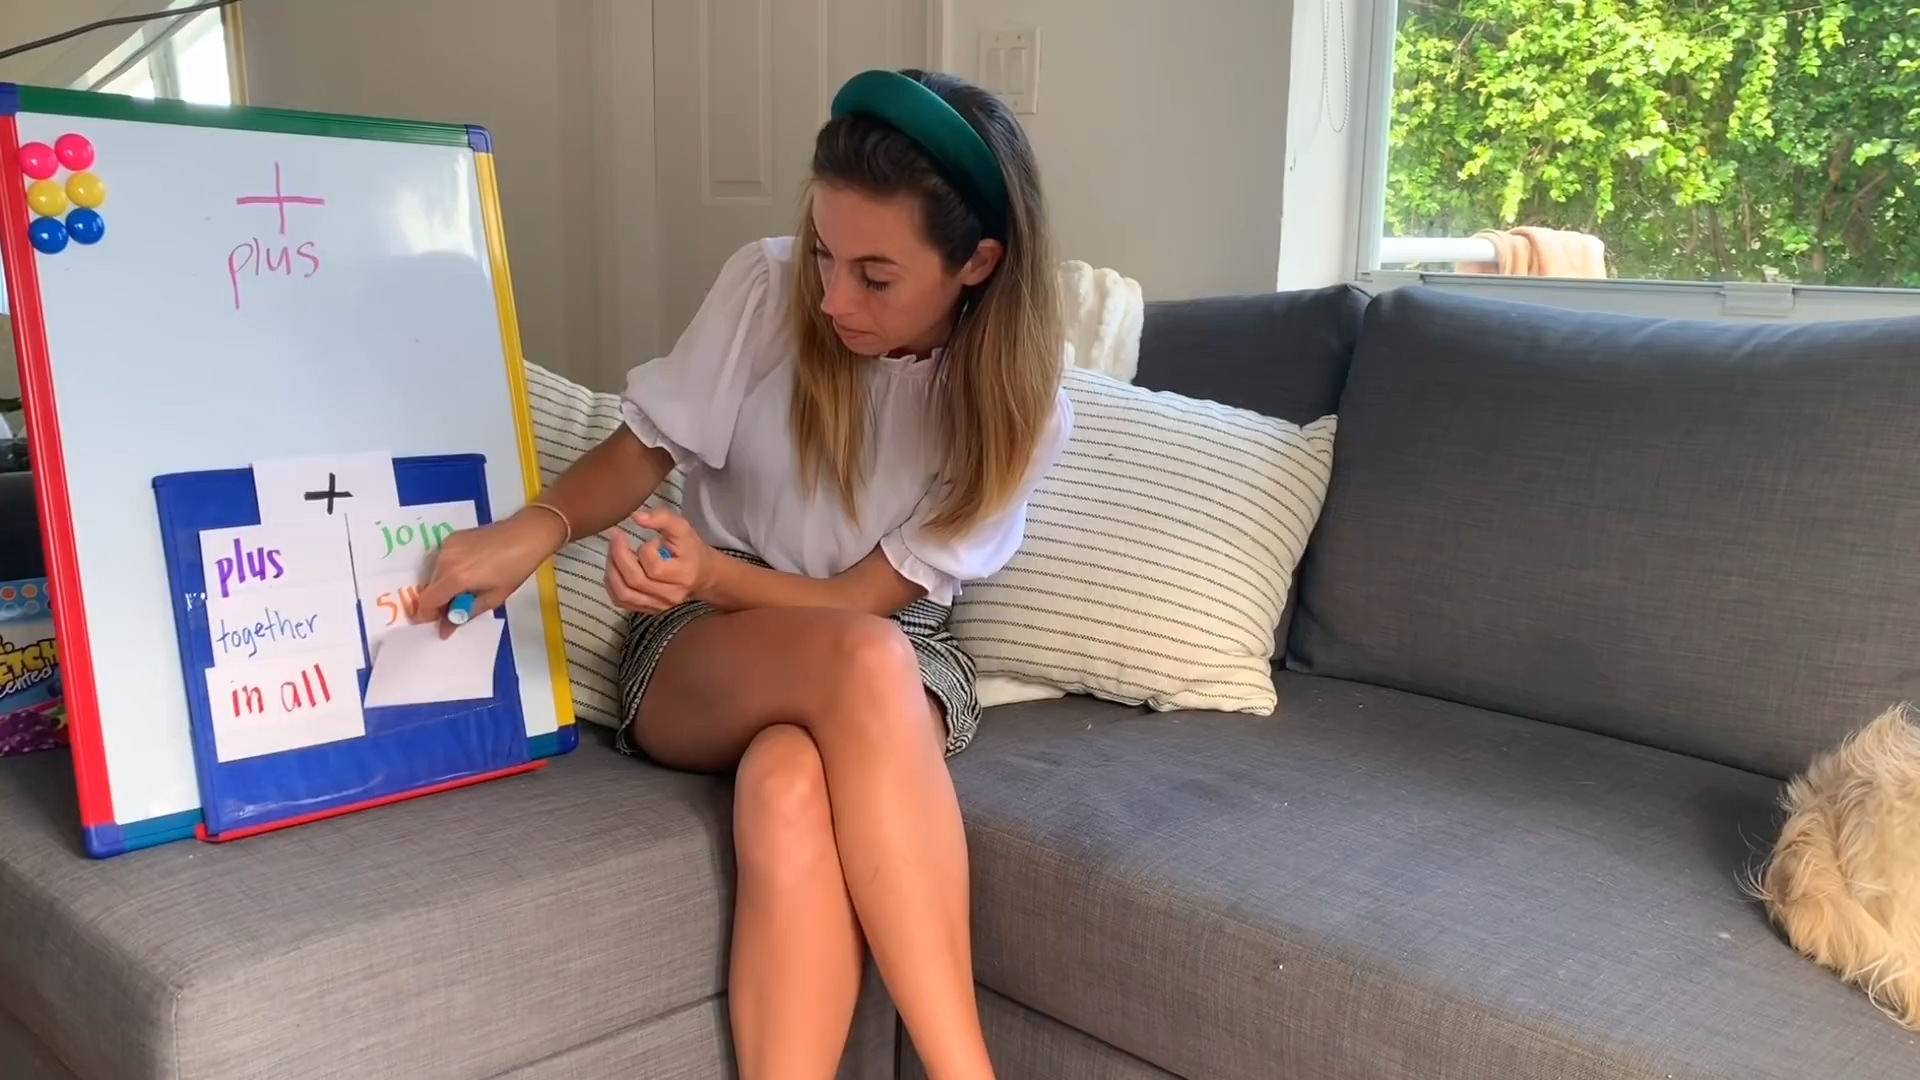 +
plus
+
plus
join
together
in all